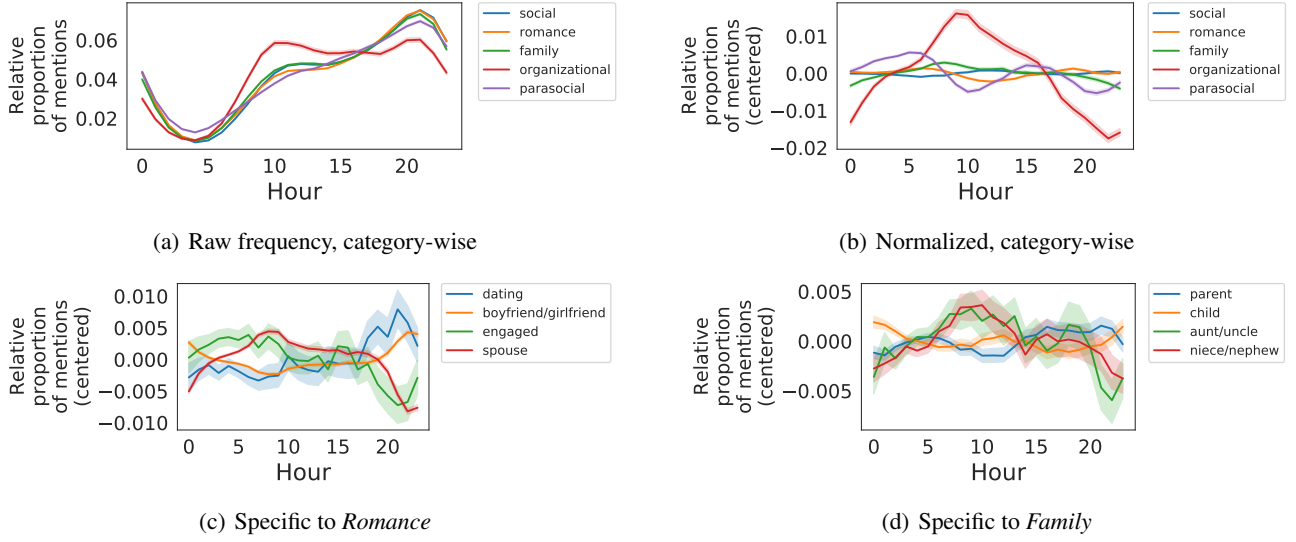 Relative
proportion
of mentions
0.06
0.04
0.02
0
5
10
15
20
Hour
social
romance
family
organizational
parasocial
(a) Raw frequency, category-wise
Relative
proportion
of mentions
(centered)
0.01
0.00
−0.01
−0.02
0
5
10
15
20
Hour
social
romance
family
organizational
parasocial
(b) Normalized, category-wise
Relative
proportion
of mentions
(centered)
0.010
0.005
0.000
−0.005
−0.010
0
5
10
15
20
Hour
dating
boyfriend/girlfriend
engaged
spouse
(c) Specific to Romance
Relative
proportion
of mentions
(centered)
0.005
0.000
−0.005
0
5
10
15
20
Hour
parent
child
aunt/uncle
niece/nephew
(d) Specific to Family